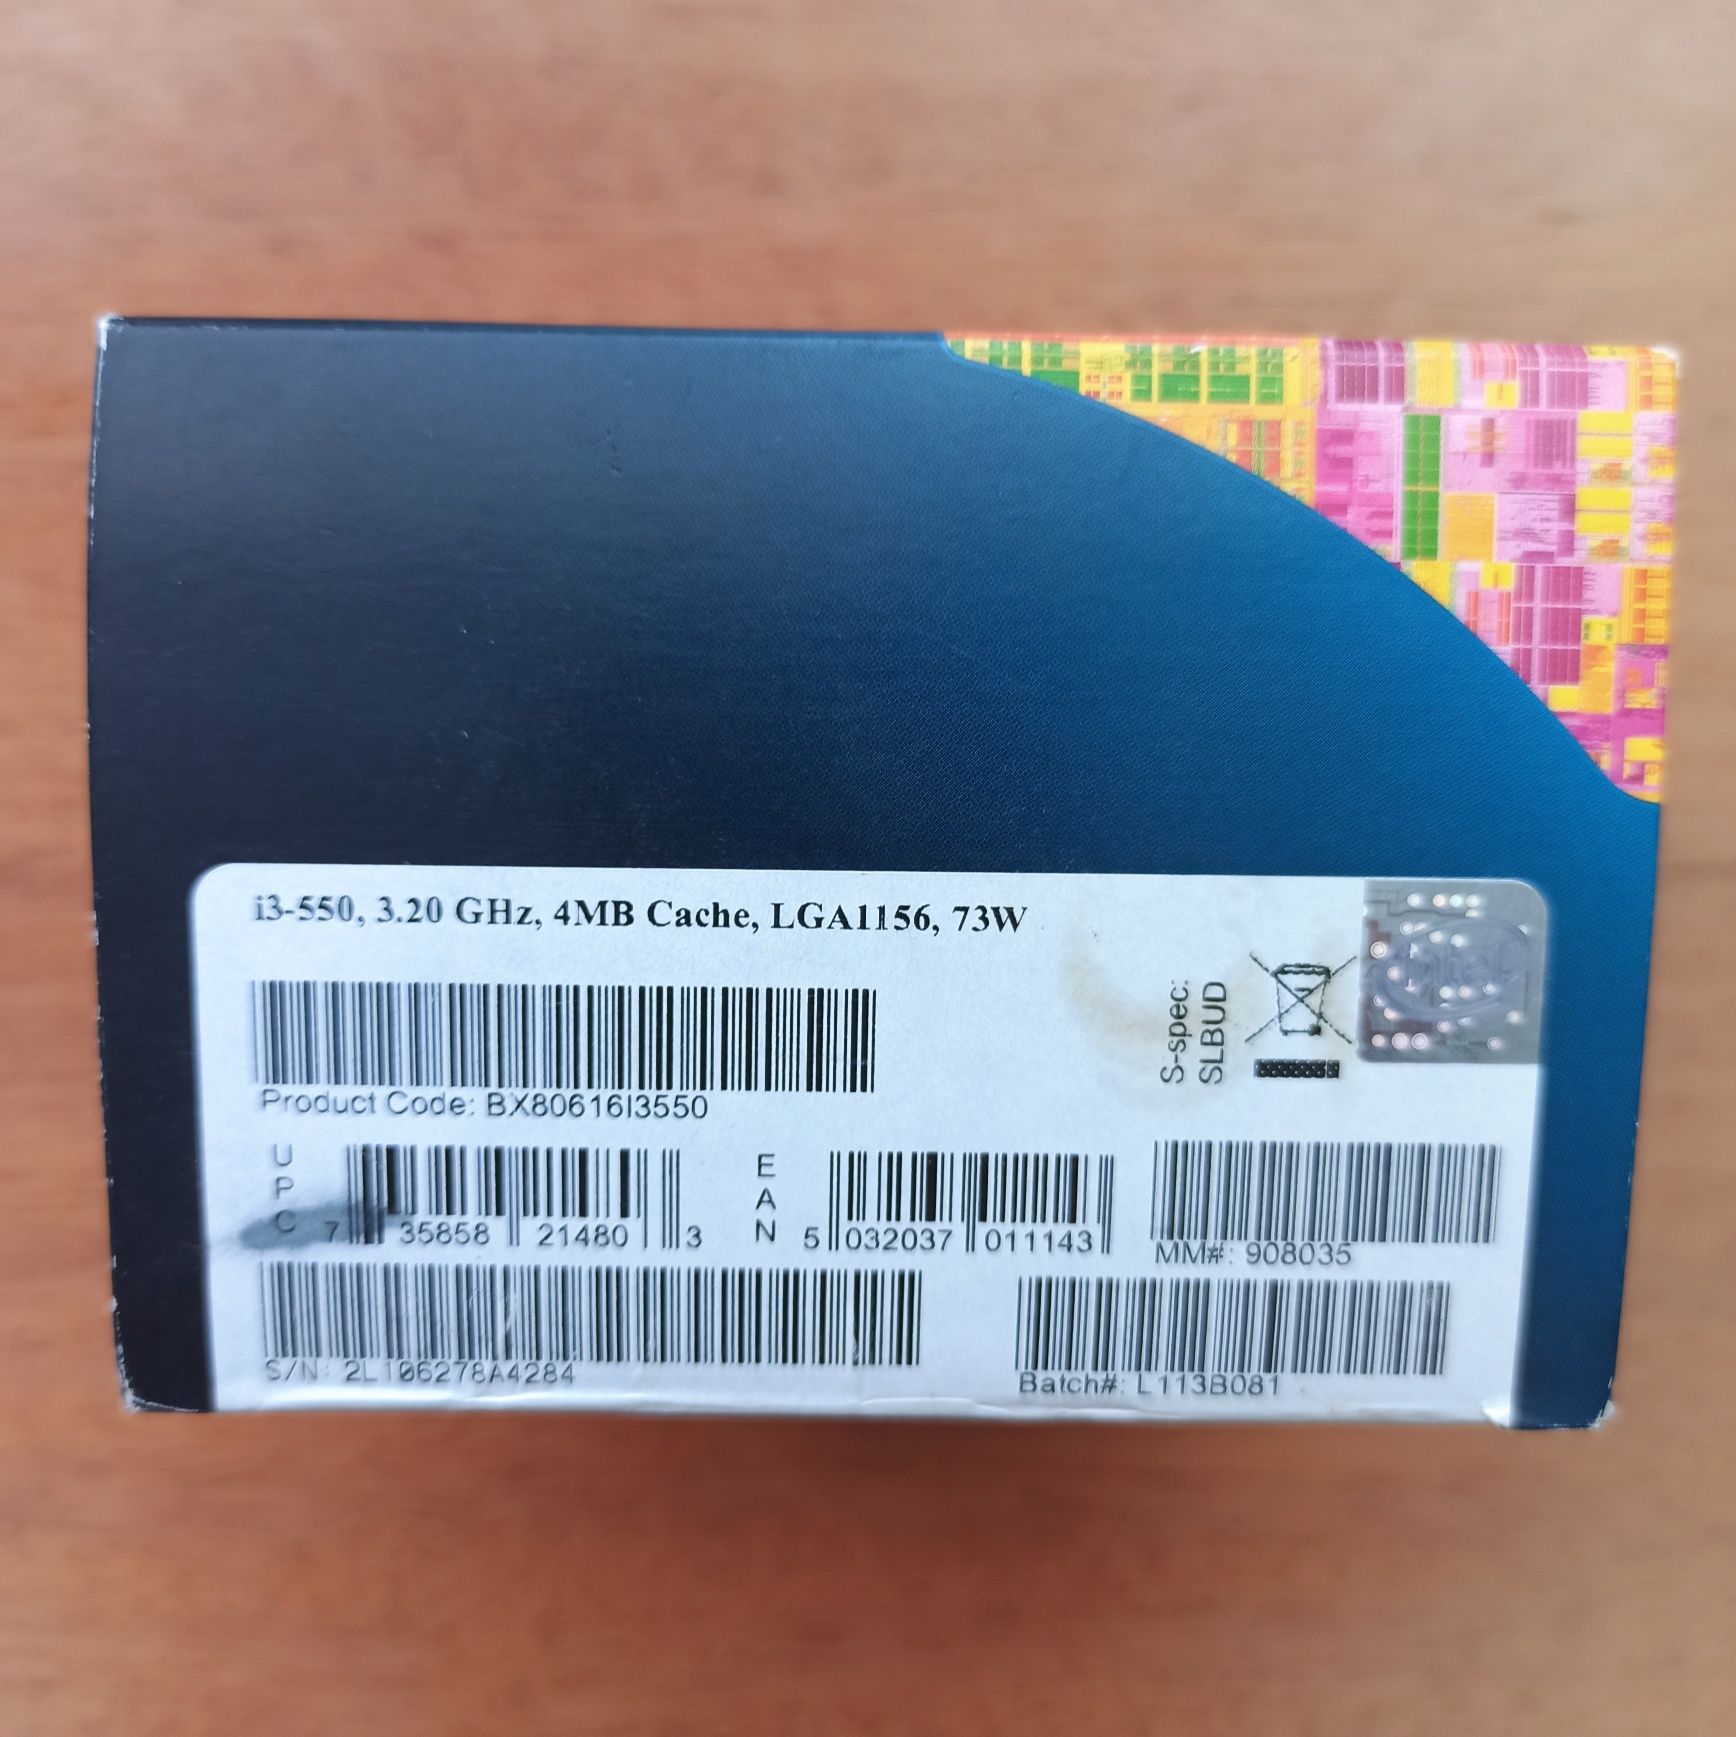 i3-550, 3.20 GHz, 4MB Cache, LGA1156, 73W
S-spec:
SLBUD
intel
Product Code: BX80616I3550
UPC
7 35858 21480 3
EAN
5 032037 011143
MM#: 908035
S/N: 2L106278A4284
Batch#: L113B081